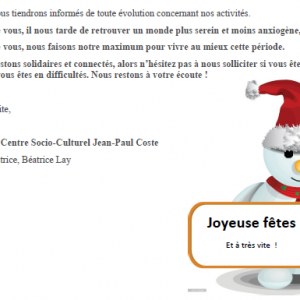 us tiendrons informés de toute évolution concernant nos activités.
vous, il nous tarde de retrouver un monde plus serein et moins anxiogène,
vous, nous faisons notre maximum pour vivre au mieux cette période.
stons solidaires et connectés, alors n'hésitez pas à nous solliciter si vous ête
ous êtes en difficultés. Nous restons à votre écoute !
ite,
Centre Socio-Culturel Jean-Paul Coste
trice, Béatrice Lay
Joyeuse fêtes
Et à très vite !